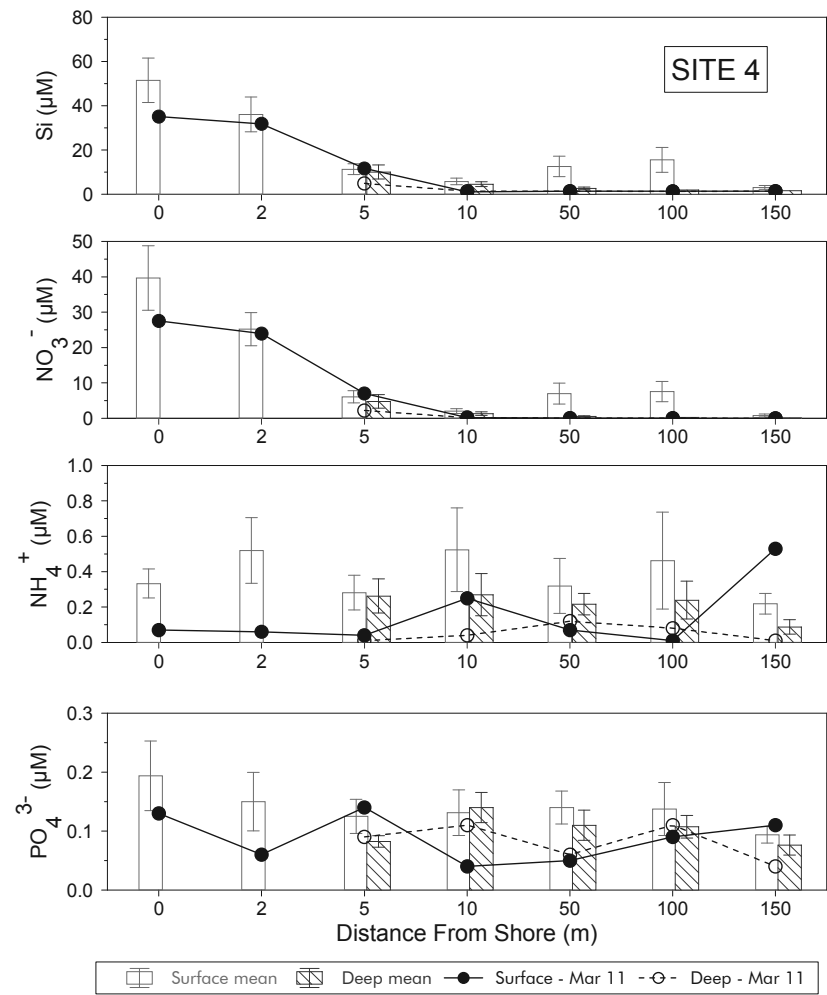 80
60
40
20
0
Si (µM)
SITE 4
0 2 5 10 50 100 150
50
40
30
20
10
0
NO3- (µM)
0 2 5 10 50 100 150
1.0
0.8
0.6
0.4
0.2
0.0
NH4+ (µM)
0 2 5 10 50 100 150
0.3
0.2
0.1
0.0
PO43- (µM)
0 2 5 10 50 100 150
Distance From Shore (m)
Surface mean Deep mean Surface - Mar 11 Deep - Mar 11